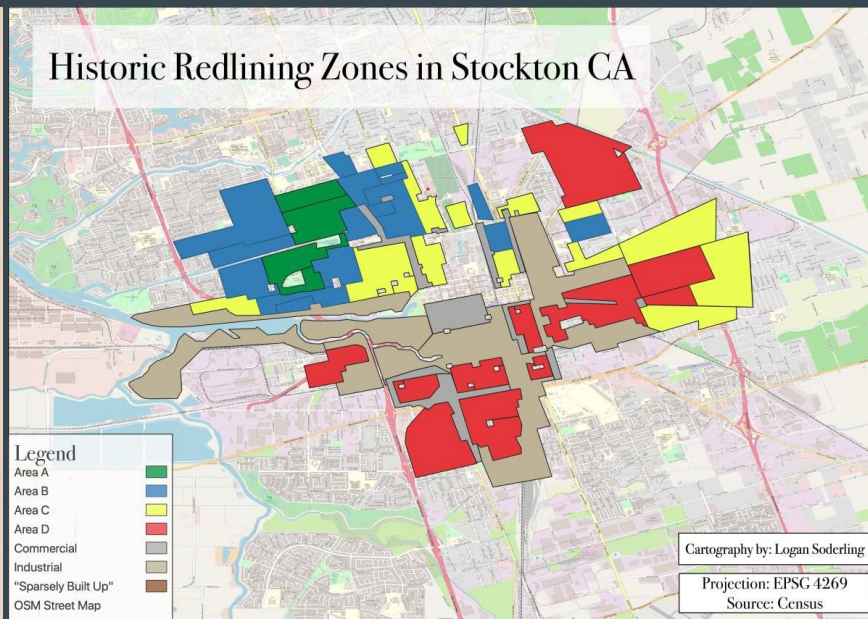 Historic Redlining Zones in Stockton CA
Legend
Area A
Area B
Area C
Area D
Commercial
Industrial
"Sparsely Built Up"
OSM Street Map
Cartography by: Logan Soderling
Projection: EPSG 4269
Source: Census